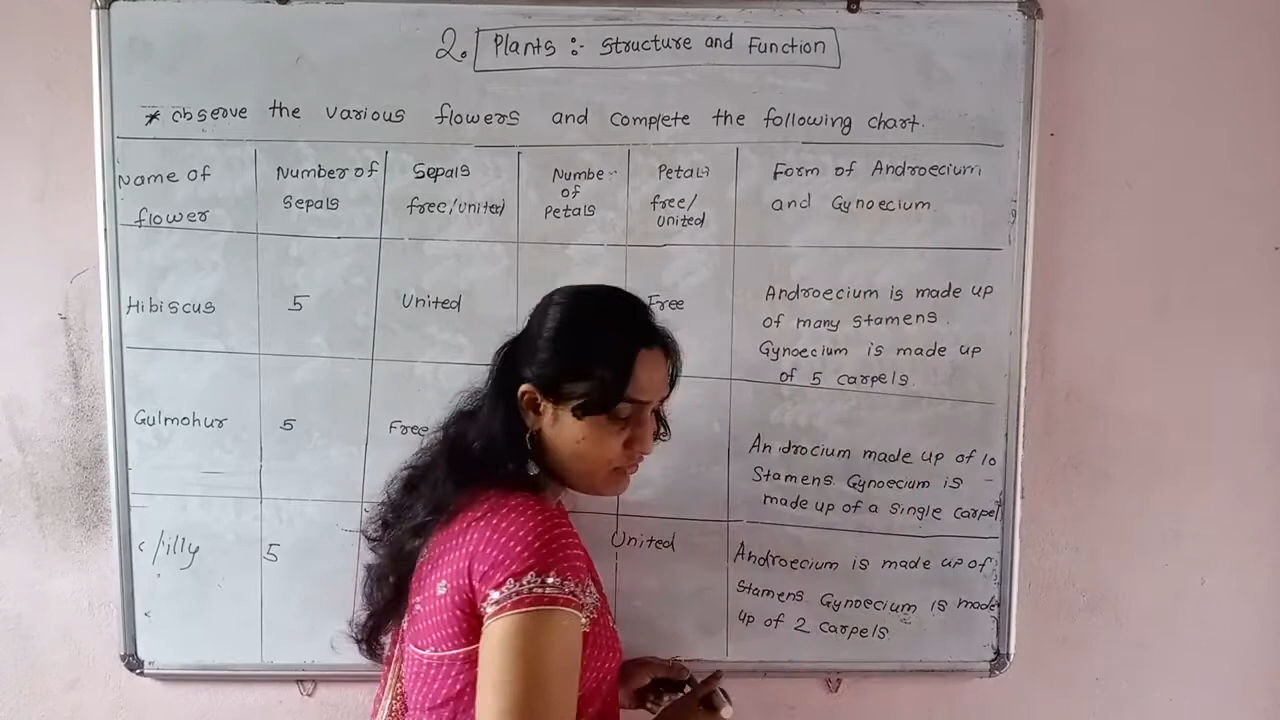 2. Plants :- Structure and Function
* Observe the various flowers and complete the following chart.
Name of flower
Number of Sepals
Sepals free/united
Number of Petals
Petals free/united
Form of Androecium and Gynoecium
Hibiscus
5
United
Free
Androecium is made up
of many stamens.
Gynoecium is made up
of 5 carpels.
Gulmohur
5
Free
Androcium made up of 10
Stamens. Gynoecium is
made up of a single carpel
5
United
Androecium is made up of
Stamens. Gynoecium is made
up of 2 carpels